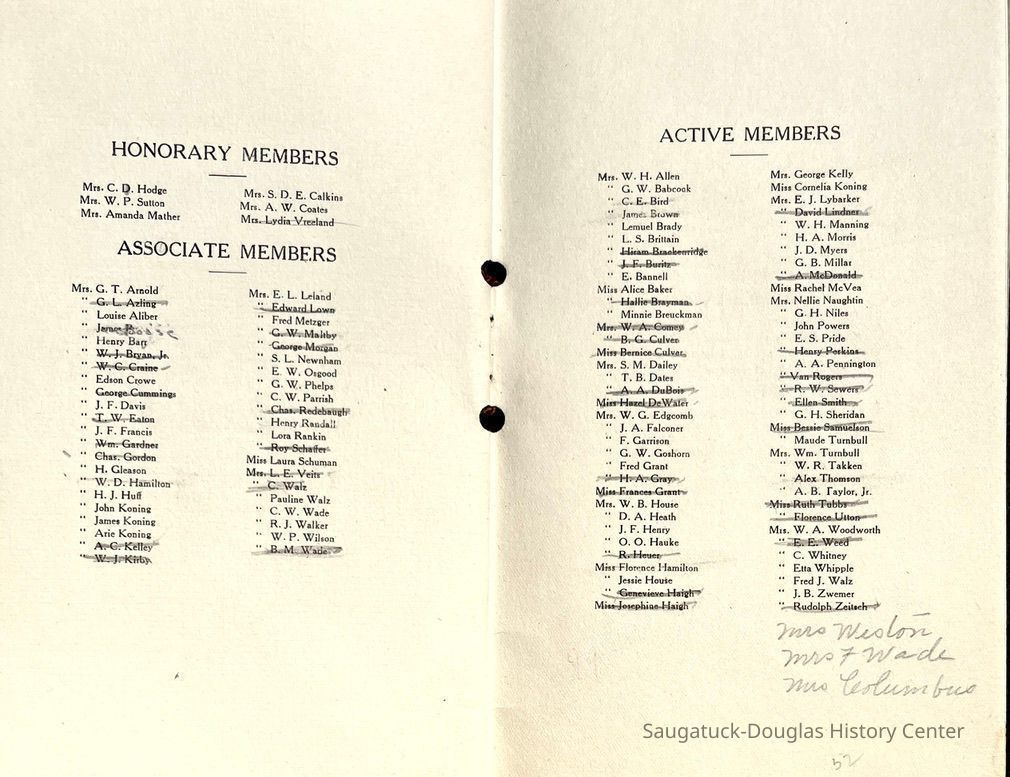 HONORARY MEMBERS
Mrs. C. D. Hodge
Mrs. W. P. Sutton
Mrs. Amanda Mather
Mrs. S. D. E. Calkins
Mrs. A. W. Coates
Mrs. Lydia Vreeland
ASSOCIATE MEMBERS
Mrs. G. T. Arnold
" G. L. Azling
" Louise Aliber
" James
" Henry Barr
" W. J. Bryan, Jr.
" W. C. Craine
" Edson Crowe
" George Cummings
" J. F. Davis
" T. W. Eaton
" J. F. Francis
" Wm. Gardner
" Chas. Gordon
" H. Gleason
" W. D. Hamilton
" H. J. Huff
" John Koning
" James Koning
" Arie Koning
" A. C. Kelley
" W. J. Kirby
Mrs. E. L. Leland
" Edward Lown
" Fred Metzger
" G. W. Maltby
" George Morgan
" S. L. Newnham
" E. W. Osgood
" G. W. Phelps
" C. W. Parrish
" Chas. Redebaugh
" Henry Randall
" Lora Rankin
" Roy Schaffer
Miss Laura Schuman
Mrs. L. E. Veits
" C. Walz
" Pauline Walz
" C. W. Wade
" R. J. Walker
" W. P. Wilson
" B. M. Wade
ACTIVE MEMBERS
Mrs. W. H. Allen
" G. W. Babcook
" C. E. Bird
" James Brown
" Lemuel Brady
" L. S. Brittain
" Hiram Brackenridge
" J. F. Buritz
" E. Bannell
Miss Alice Baker
" Hallie Brayman
" Minnie Breuckman
Mrs. W. A. Comey
" B. G. Culver
Miss Bernice Culver
Mrs. S. M. Dailey
" T. B. Dates
" A. A. DuBois
Miss Hazel DeWater
Mrs. W. G. Edgcomb
" J. A. Falconer
" F. Garrison
" G. W. Goshorn
" Fred Grant
" H. A. Gray
Miss Frances Grant
Mrs. W. B. House
" D. A. Heath
" J. F. Henry
" O. O. Hauke
" R. Heuer
Miss Florence Hamilton
" Jessie House
" Genevieve Haigh
Miss Josephine Haigh
Mrs. George Kelly
Miss Cornelia Koning
Mrs. E. J. Lybarker
" David Lindner
" W. H. Manning
" H. A. Morris
" J. D. Myers
" G. B. Millar
" A. McDonald
Miss Rachel McVea
Mrs. Nellie Naughtin
" G. H. Niles
" John Powers
" E. S. Pride
" Henry Perkins
" A. A. Pennington
" Van Rogers
" R. W. Sewers
" Ellen Smith
" G. H. Sheridan
Miss Bessie Samuelson
" Maude Turnbull
Mrs. Wm. Turnbull
" W. R. Takken
" Alex Thomson
" A. B. Taylor, Jr.
Miss Ruth Tubbs
" Florence Utton
Mrs. W. A. Woodworth
" E. E. Weed
" C. Whitney
" Etta Whipple
" Fred J. Walz
" J. B. Zwemer
" Rudolph Zeitsch
Mrs Weston
Mrs F Wade
Mrs Columbus
Saugatuck-Douglas History Center
52